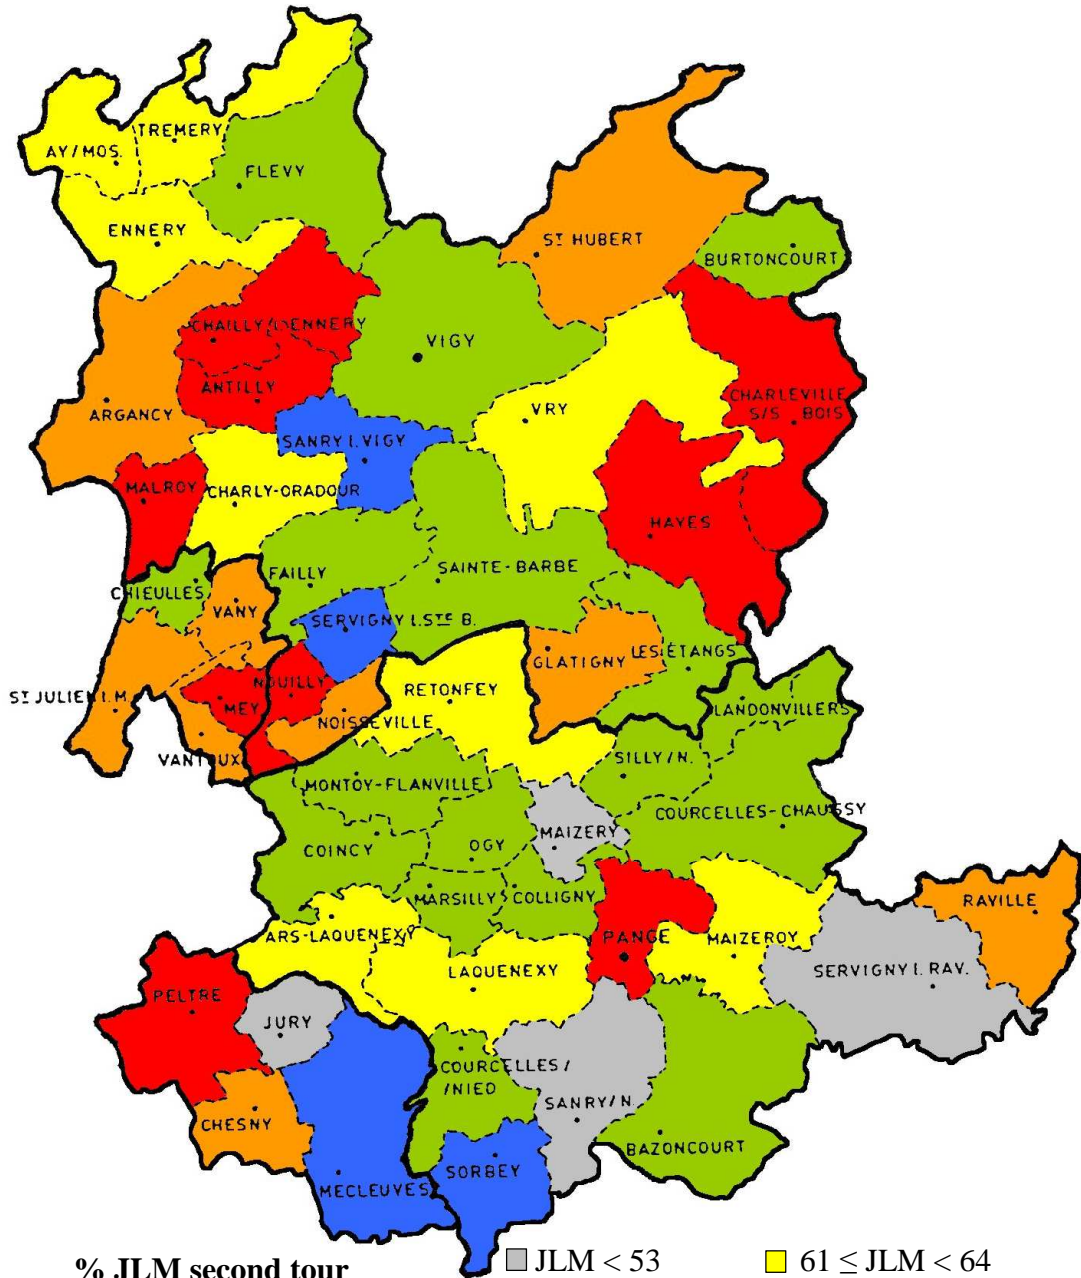 TREMERY
AY/MOS.
FLEVY
ENNERY
ST HUBERT
BURTONCOURT
CHAILLY/L/ENNERY
VIGY
ANTILLY
CHARLEVILLE
S/S BOIS
ARGANCY
VRY
SANRY L.VIGY
MALROY
CHARLY-ORADOUR
HAYES
SAINTE-BARBE
FAILLY
CHIEULLES
VANY
SERVIGNY L.STE B.
GLATIGNY
LES ÉTANGS
ST JULIEN L.M.
NOUILLY
MEY
RETONFEY
LANDONVILLERS
NOISSEVILLE
VANTOUX
SILLY/N.
MONTOY-FLANVILLE
COURCELLES-CHAUSSY
MAIZERY
COINCY
OGY
MARSILLY
COLLIGNY
RAVILLE
ARS-LAQUENEXY
PANGE
MAIZEROY
LAQUENEXY
SERVIGNY L. RAV.
PELTRE
JURY
COURCELLES/
/NIED
SANRY/N.
CHESNY
BAZONCOURT
SORBEY
MECLEUVES
% JLM second tour
JLM < 53
61 ≤ JLM < 64